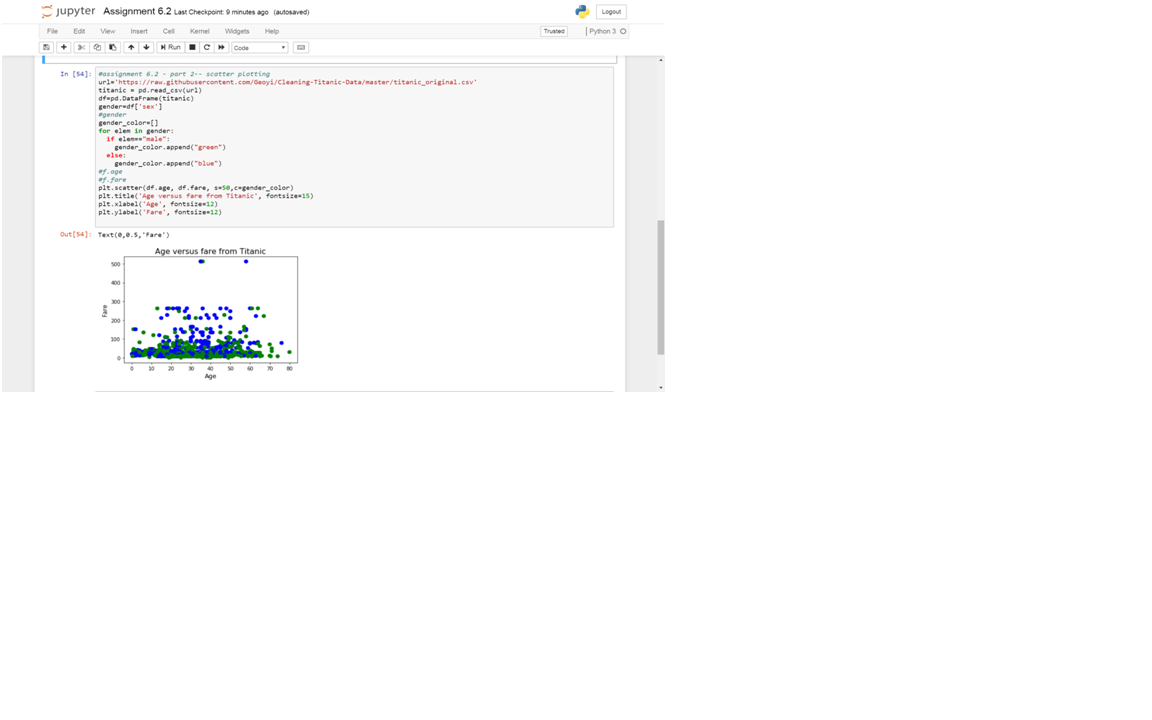 jupyter Assignment 6.2 Last Checkpoint: 9 minutes ago (autosaved) Logout
File Edit View Insert Cell Kernel Widgets Help Trusted Python 3
Run Code
In [54]: #assignment 6.2 - part 2-- scatter plotting
url='https://raw.githubusercontent.com/Geoyi/Cleaning-Titanic-Data/master/titanic_original.csv'
titanic = pd.read_csv(url)
df=pd.DataFrame(titanic)
gender=df['sex']
#gender
gender_color=[]
for elem in gender:
  if elem=="male":
    gender_color.append("green")
  else:
    gender_color.append("blue")
#f.age
#f.fare
plt.scatter(df.age, df.fare, s=50,c=gender_color)
plt.title('Age versus fare from Titanic', fontsize=15)
plt.xlabel('Age', fontsize=12)
plt.ylabel('Fare', fontsize=12)
Out[54]: Text(0,0.5,'Fare')
Age versus fare from Titanic
500
400
300
Fare
200
100
0
0 10 20 30 40 50 60 70 80
Age